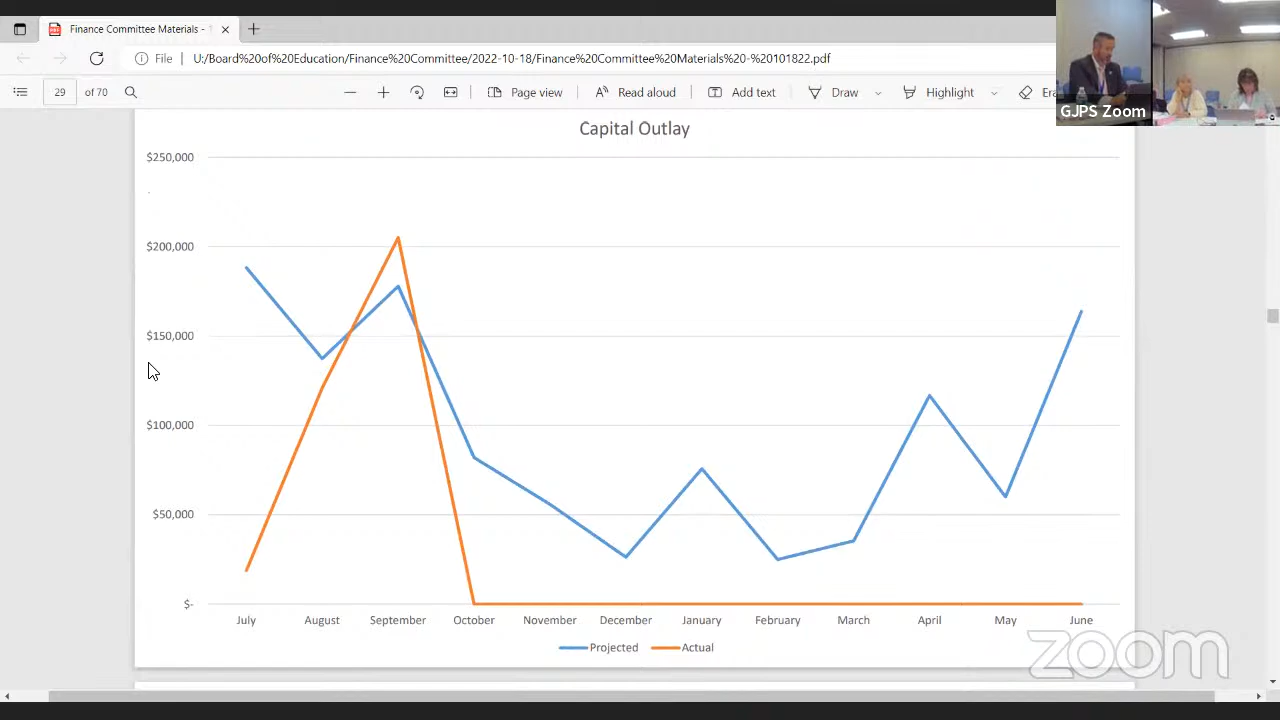 Finance Committee Materials -
File
U:/Board%20of%20Education/Finance%20Committee/2022-10-18/Finance%20Committee%20Materials%20-%20101822.pdf
29 of 70
Page view
Read aloud
Add text
Draw
Highlight
Era
GJPS Zoom
Capital Outlay
$250,000
$200,000
$150,000
$100,000
$50,000
$-
July August September October November December January February March April May June
Projected Actual
zoom